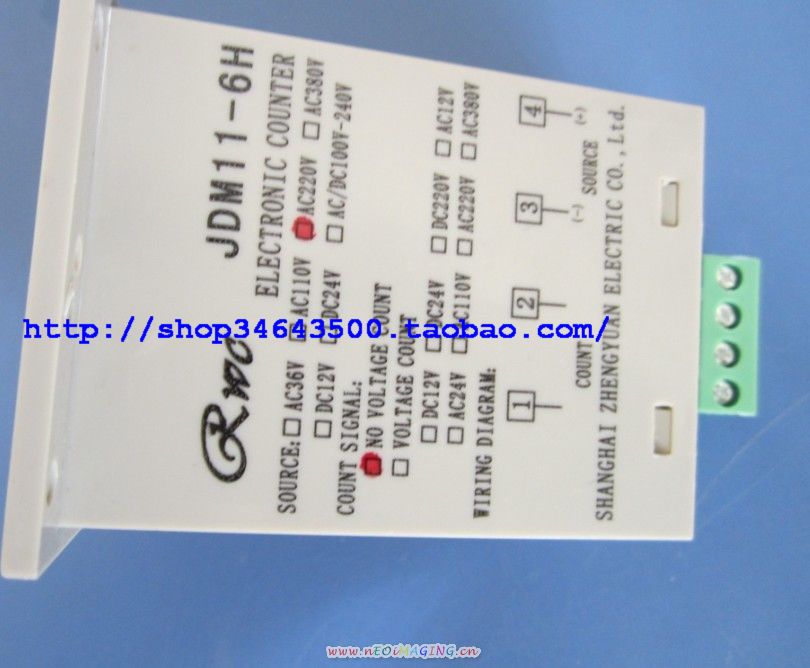 Rwc JDM11-6H
ELECTRONIC COUNTER
SOURCE: □ AC36V □ AC110V AC220V □ AC380V
□ DC12V □ DC24V □ AC/DC100V-240V
COUNT SIGNAL:
NO VOLTAGE COUNT
□ VOLTAGE COUNT
□ DC12V □ DC24V □ DC220V □ AC12V
□ AC24V □ AC110V □ AC220V □ AC380V
WIRING DIAGRAM:
1 2 3 4
(-) (+)
COUNT SOURCE
SHANGHAI ZHENGYUAN ELECTRIC CO., Ltd.
http://shop34643500.taobao.com/
www.nEOiMAGING.cn